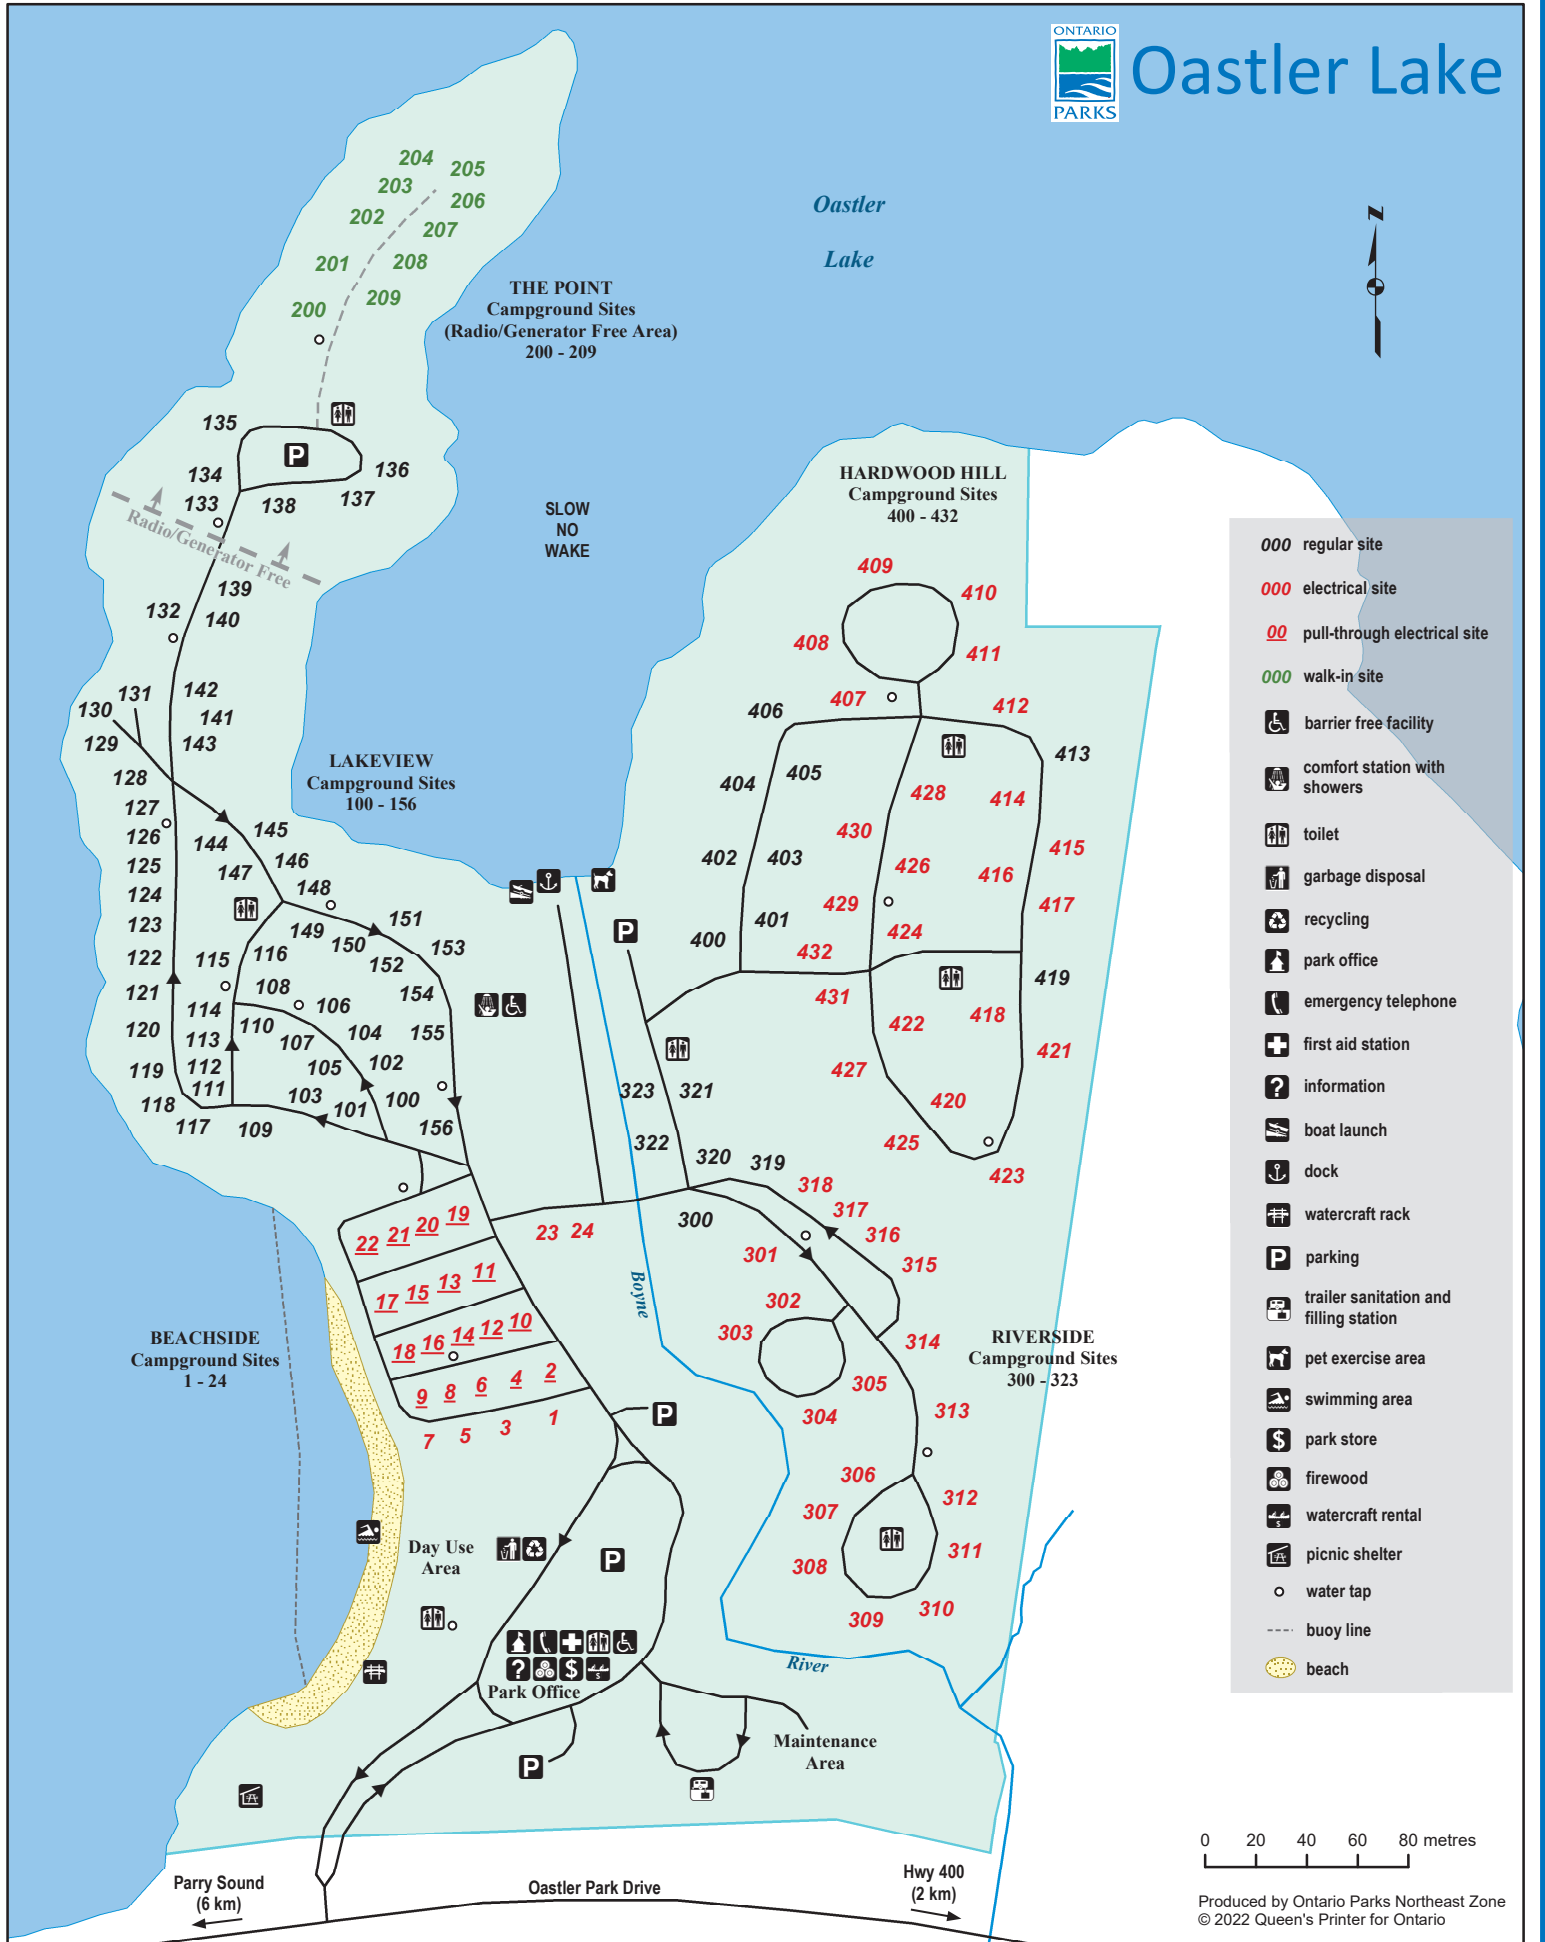 ONTARIO
PARKS
Oastler Lake
Oastler
Lake
N
204
205
203
206
202
207
201
208
209
200
THE POINT
Campground Sites
(Radio/Generator Free Area)
200 - 209
135
134
136
133
138
137
Radio/Generator Free
139
132
140
SLOW
NO
WAKE
HARDWOOD HILL
Campground Sites
400 - 432
409
410
408
411
407
412
406
413
405
404
428
414
430
415
402
403
426
416
429
417
401
424
400
432
419
431
418
422
421
427
420
425
423
131
142
130
141
129
143
128
LAKEVIEW
Campground Sites
100 - 156
127
145
126
144
146
125
147
148
124
151
123
149
150
153
122
115
116
152
121
108
154
114
106
120
113
110
107
104
155
119
112
105
102
111
103
100
118
101
117
109
156
323
321
322
320
319
318
300
317
316
301
315
302
303
314
305
304
313
306
312
307
311
308
310
309
RIVERSIDE
Campground Sites
300 - 323
Boyne
River
19
20
21
22
23
24
11
13
15
17
10
12
14
16
18
2
4
6
8
9
1
3
5
7
BEACHSIDE
Campground Sites
1 - 24
P
P
P
P
P
Day Use
Area
?
$
Park Office
Maintenance
Area
Parry Sound
(6 km)
Oastler Park Drive
Hwy 400
(2 km)
000 regular site
000 electrical site
00 pull-through electrical site
000 walk-in site
barrier free facility
comfort station with
showers
toilet
garbage disposal
recycling
park office
emergency telephone
first aid station
? information
boat launch
dock
watercraft rack
P parking
trailer sanitation and
filling station
pet exercise area
swimming area
$ park store
firewood
watercraft rental
picnic shelter
water tap
buoy line
beach
0 20 40 60 80 metres
Produced by Ontario Parks Northeast Zone
© 2022 Queen's Printer for Ontario